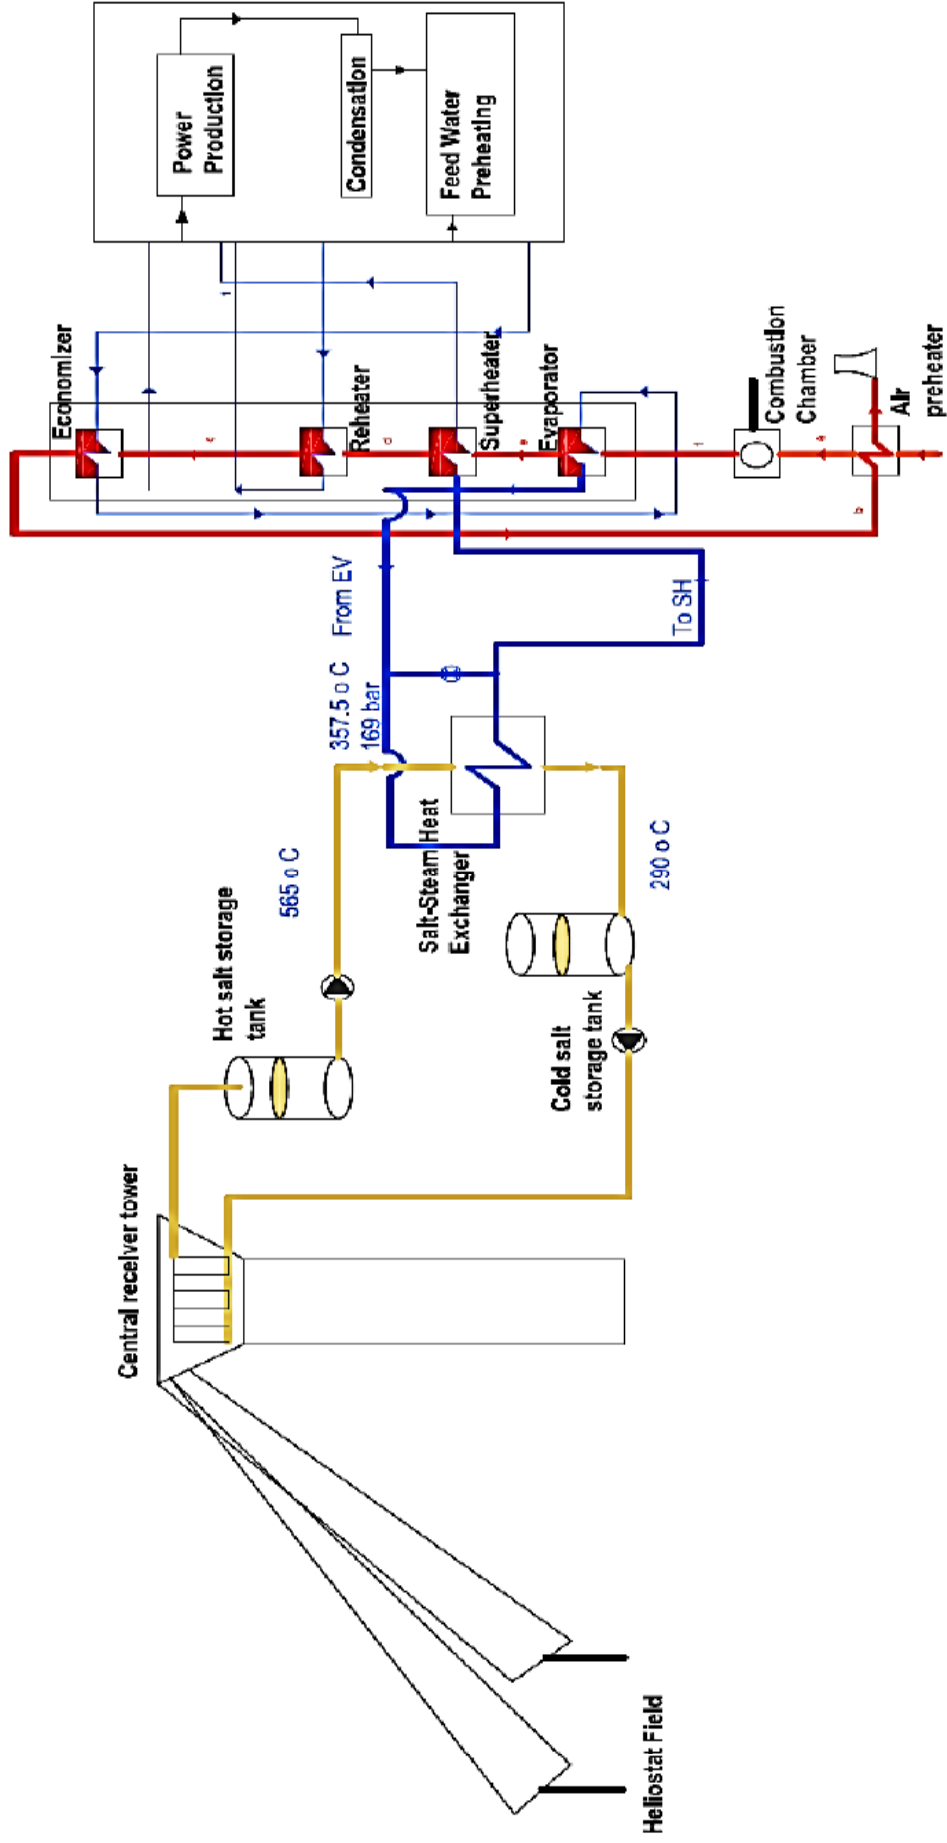 Power
Production
Condensation
Feed Water
Preheating
Economizer
Reheater
Superheater
Evaporator
Combustion
Chamber
Air
preheater
From EV
To SH
357.5 o C
169 bar
565 o C
290 o C
Salt-Steam Heat
Exchanger
Hot salt storage
tank
Cold salt
storage tank
Central receiver tower
Heliostat Field